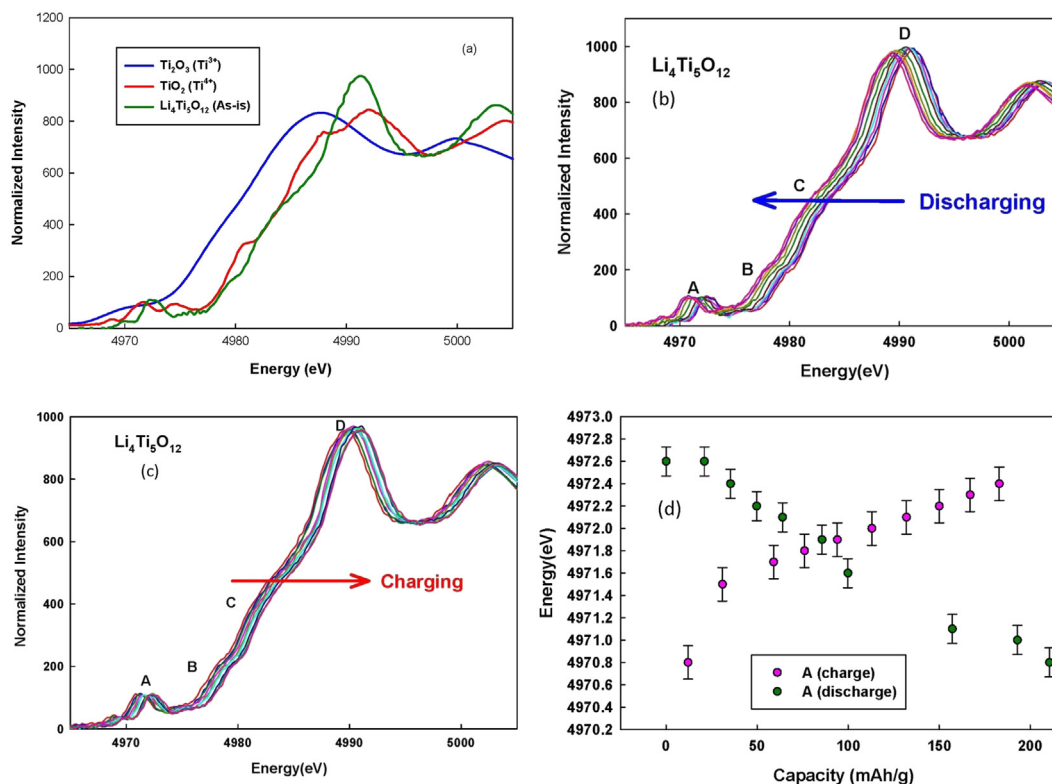 (a)
Ti₂O₃ (Ti³⁺)
TiO₂ (Ti⁴⁺)
Li₄Ti₅O₁₂ (As-is)
Normalized Intensity
1200
1000
800
600
400
200
0
4970 4980 4990 5000
Energy (eV)
Li₄Ti₅O₁₂
(b)
D
C
B
A
Discharging
Normalized Intensity
1000
800
600
400
200
0
4970 4980 4990 5000
Energy(eV)
Li₄Ti₅O₁₂
(c)
D
Charging
C
B
A
Normalized Intensity
1000
800
600
400
200
0
4970 4980 4990 5000
Energy(eV)
(d)
Energy(eV)
4973.0
4972.8
4972.6
4972.4
4972.2
4972.0
4971.8
4971.6
4971.4
4971.2
4971.0
4970.8
4970.6
4970.4
4970.2
A (charge)
A (discharge)
0 50 100 150 200
Capacity (mAh/g)